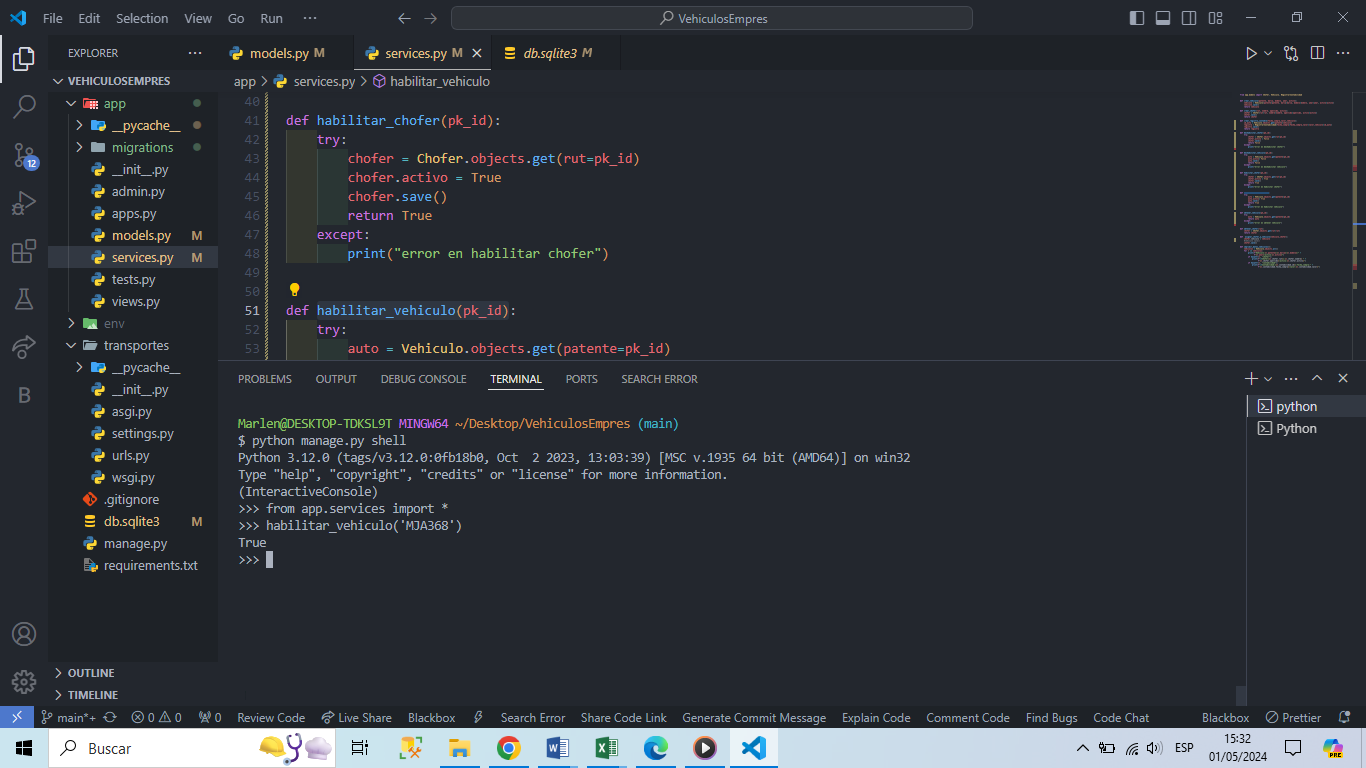 File Edit Selection View Go Run ···
VehiculosEmpres
EXPLORER ···
models.py M
services.py M
db.sqlite3 M
VEHICULOSEMPRES
app > services.py > habilitar_vehiculo
app
__pycache__
migrations
__init__.py
admin.py
apps.py
models.py M
services.py M
tests.py
views.py
env
transportes
__pycache__
__init__.py
asgi.py
settings.py
urls.py
wsgi.py
.gitignore
db.sqlite3 M
manage.py
requirements.txt
OUTLINE
TIMELINE
12
B
40
41 def habilitar_chofer(pk_id):
42 try:
43 chofer = Chofer.objects.get(rut=pk_id)
44 chofer.activo = True
45 chofer.save()
46 return True
47 except:
48 print("error en habilitar chofer")
49
50
51 def habilitar_vehiculo(pk_id):
52 try:
53 auto = Vehiculo.objects.get(patente=pk_id)
PROBLEMS OUTPUT DEBUG CONSOLE TERMINAL PORTS SEARCH ERROR
python
Python
Marlen@DESKTOP-TDKSL9T MINGW64 ~/Desktop/VehiculosEmpres (main)
$ python manage.py shell
Python 3.12.0 (tags/v3.12.0:0fb18b0, Oct  2 2023, 13:03:39) [MSC v.1935 64 bit (AMD64)] on win32
Type "help", "copyright", "credits" or "license" for more information.
(InteractiveConsole)
>>> from app.services import *
>>> habilitar_vehiculo('MJA368')
True
>>>
main*+ 0 0 0 Review Code Live Share Blackbox Search Error Share Code Link Generate Commit Message Explain Code Comment Code Find Bugs Code Chat Blackbox Prettier
Buscar
ESP
15:32
01/05/2024
PRE